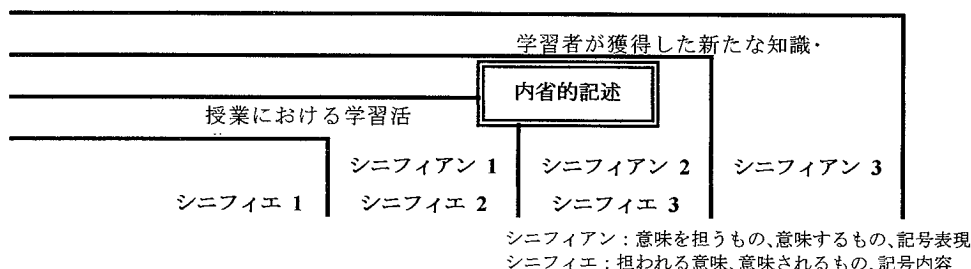 学習者が獲得した新たな知識・
内省的記述
授業における学習活
シニフィアン 1 シニフィアン 2 シニフィアン 3
シニフィエ 1 シニフィエ 2 シニフィエ 3
シニフィアン：意味を担うもの、意味するもの、記号表現
シニフィエ：担われる意味、意味されるもの、記号内容